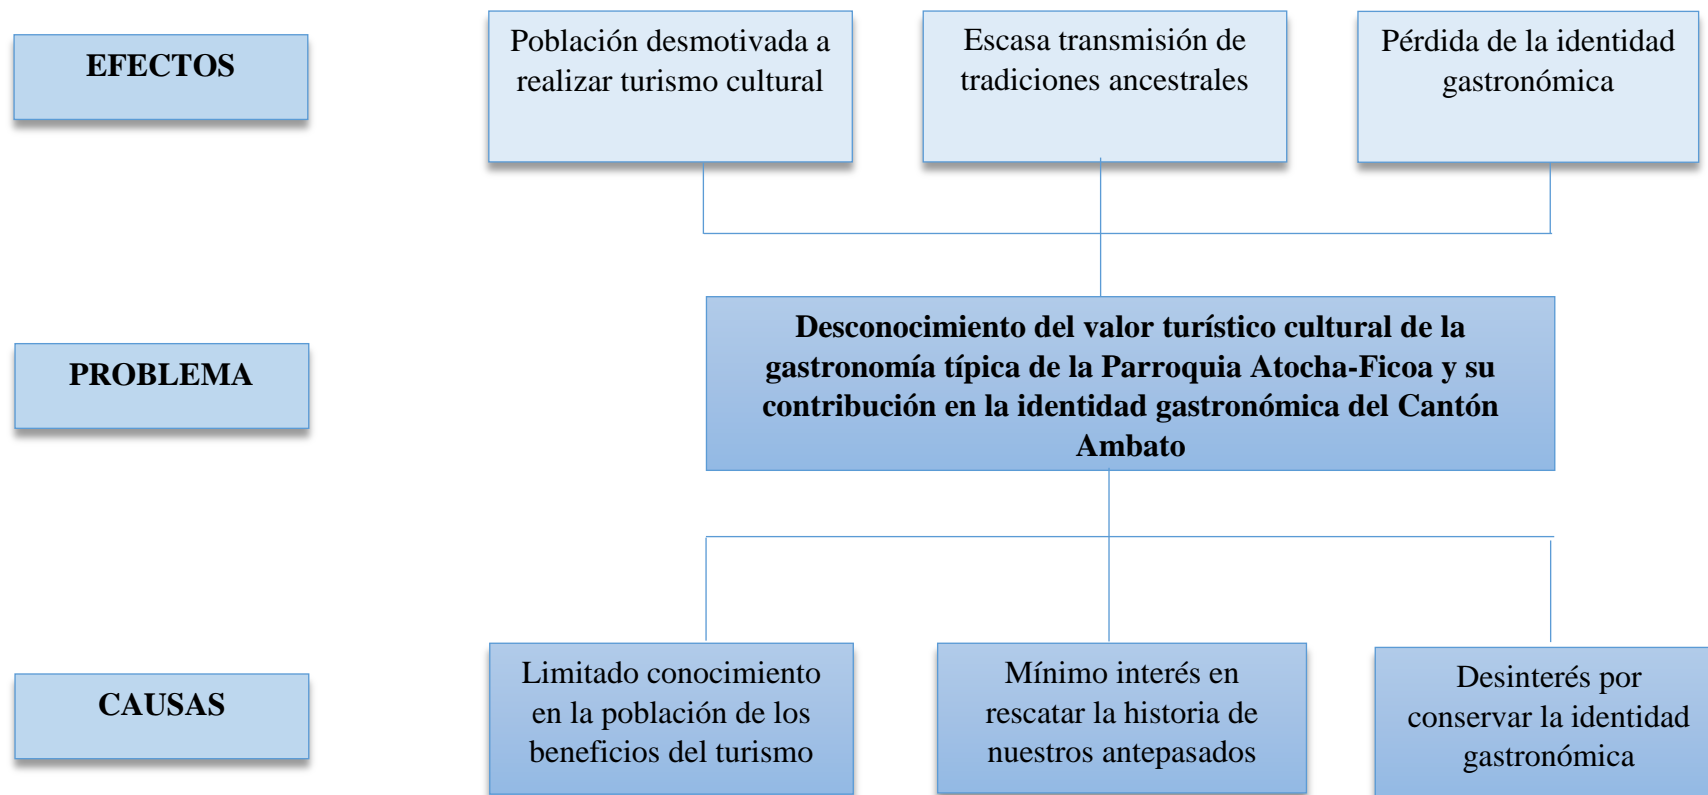 EFECTOS
Población desmotivada a
realizar turismo cultural
Escasa transmisión de
tradiciones ancestrales
Pérdida de la identidad
gastronómica
PROBLEMA
Desconocimiento del valor turístico cultural de la
gastronomía típica de la Parroquia Atocha-Ficoa y su
contribución en la identidad gastronómica del Cantón
Ambato
CAUSAS
Limitado conocimiento
en la población de los
beneficios del turismo
Mínimo interés en
rescatar la historia de
nuestros antepasados
Desinterés por
conservar la identidad
gastronómica